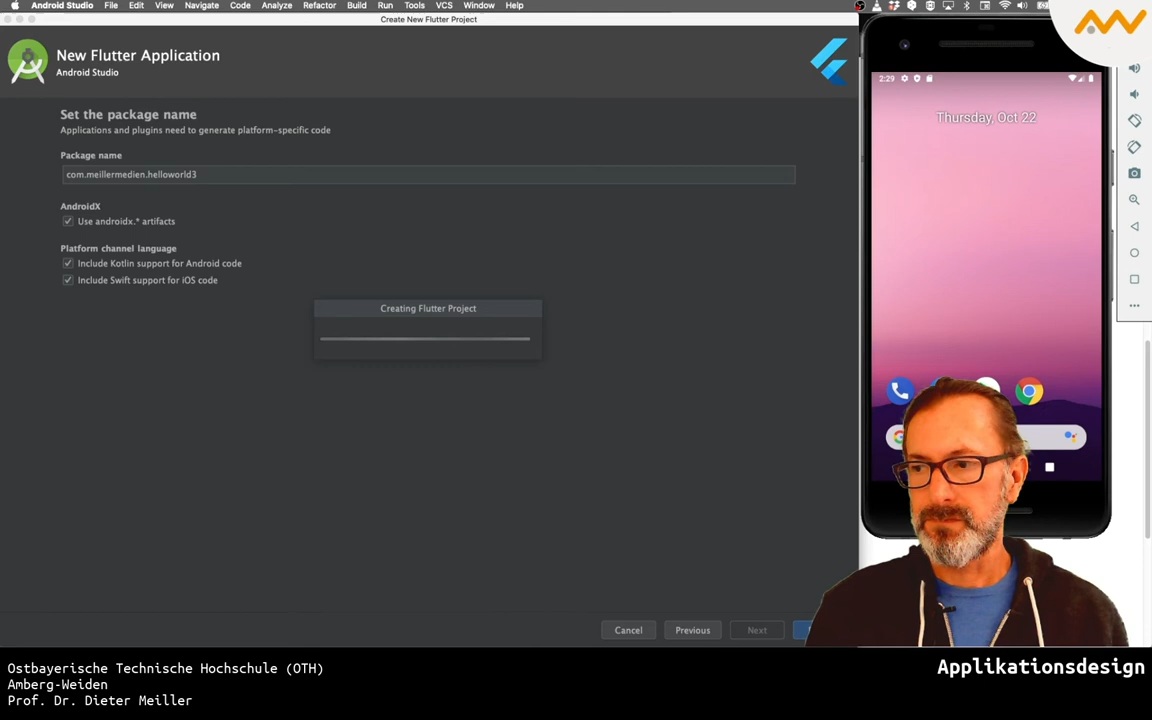 Android Studio File Edit View Navigate Code Analyze Refactor Build Run Tools VCS Window Help
Create New Flutter Project
New Flutter Application
Android Studio
2:29
Thursday, Oct 22
Set the package name
Applications and plugins need to generate platform-specific code
Package name
com.meillermedien.helloworld3
AndroidX
Use androidx.* artifacts
Platform channel language
Include Kotlin support for Android code
Include Swift support for iOS code
Creating Flutter Project
Cancel Previous Next
Ostbayerische Technische Hochschule (OTH)
Amberg-Weiden
Prof. Dr. Dieter Meiller
Applikationsdesign